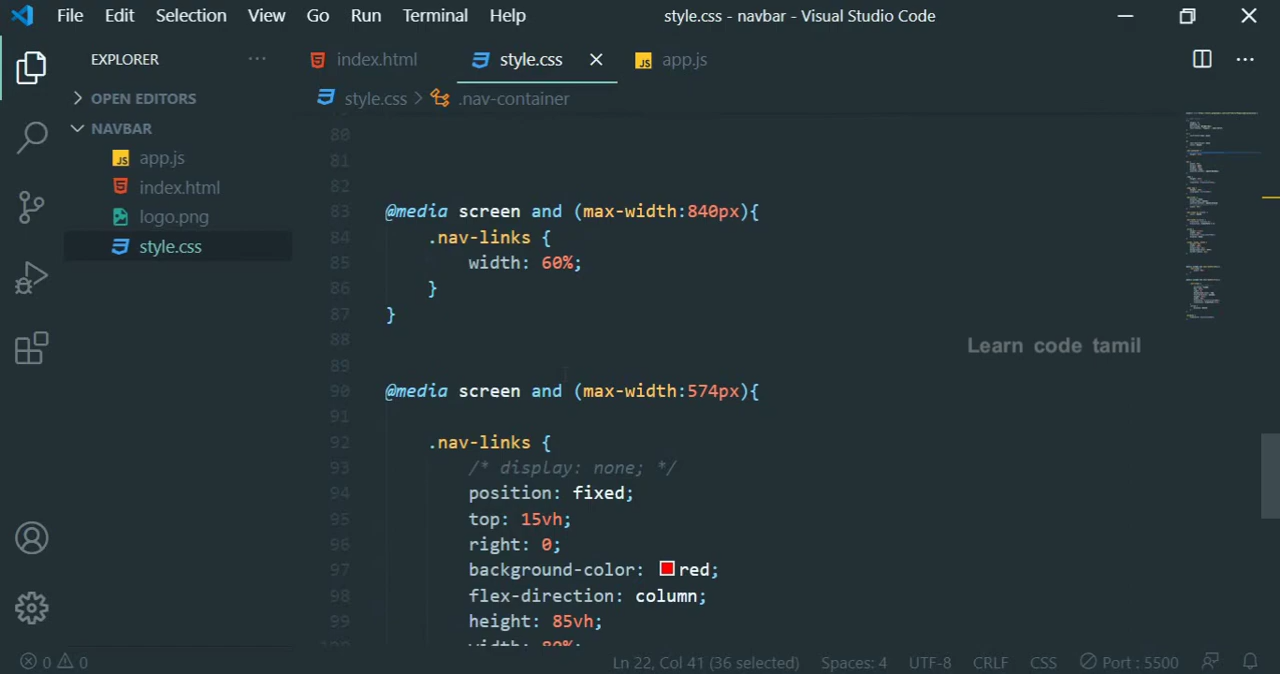 File Edit Selection View Go Run Terminal Help style.css - navbar - Visual Studio Code
EXPLORER ··· index.html style.css app.js ···
OPEN EDITORS style.css > .nav-container
NAVBAR
JS app.js
index.html
logo.png
style.css
80
81
82
83 @media screen and (max-width:840px){
84 .nav-links {
85 width: 60%;
86 }
87 }
88
Learn code tamil
89
90 @media screen and (max-width:574px){
91
92 .nav-links {
93 /* display: none; */
94 position: fixed;
95 top: 15vh;
96 right: 0;
97 background-color: red;
98 flex-direction: column;
99 height: 85vh;
100 width: 80%;
0 0 Ln 22, Col 41 (36 selected) Spaces: 4 UTF-8 CRLF CSS Port : 5500